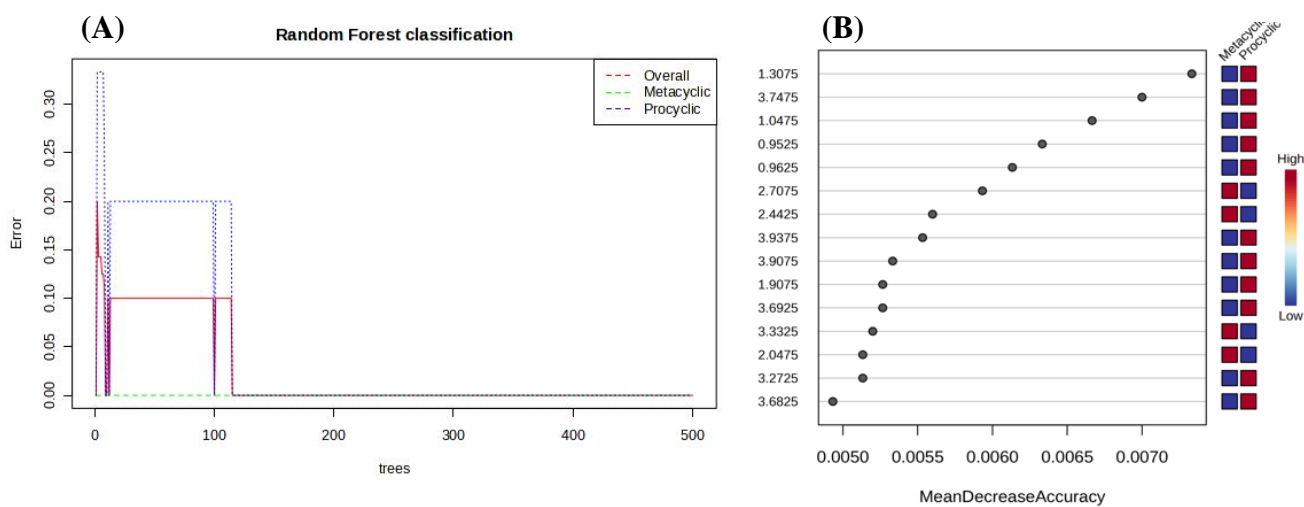 (A)
Random Forest classification
Overall
Metacyclic
Procyclic
Error
0.30
0.25
0.20
0.15
0.10
0.05
0.00
0 100 200 300 400 500
trees
(B)
Procyclic
1.3075
3.7475
1.0475
0.9525
0.9625
2.7075
2.4425
3.9375
3.9075
1.9075
3.6925
3.3325
2.0475
3.2725
3.6825
High
Low
0.0050 0.0055 0.0060 0.0065 0.0070
MeanDecreaseAccuracy